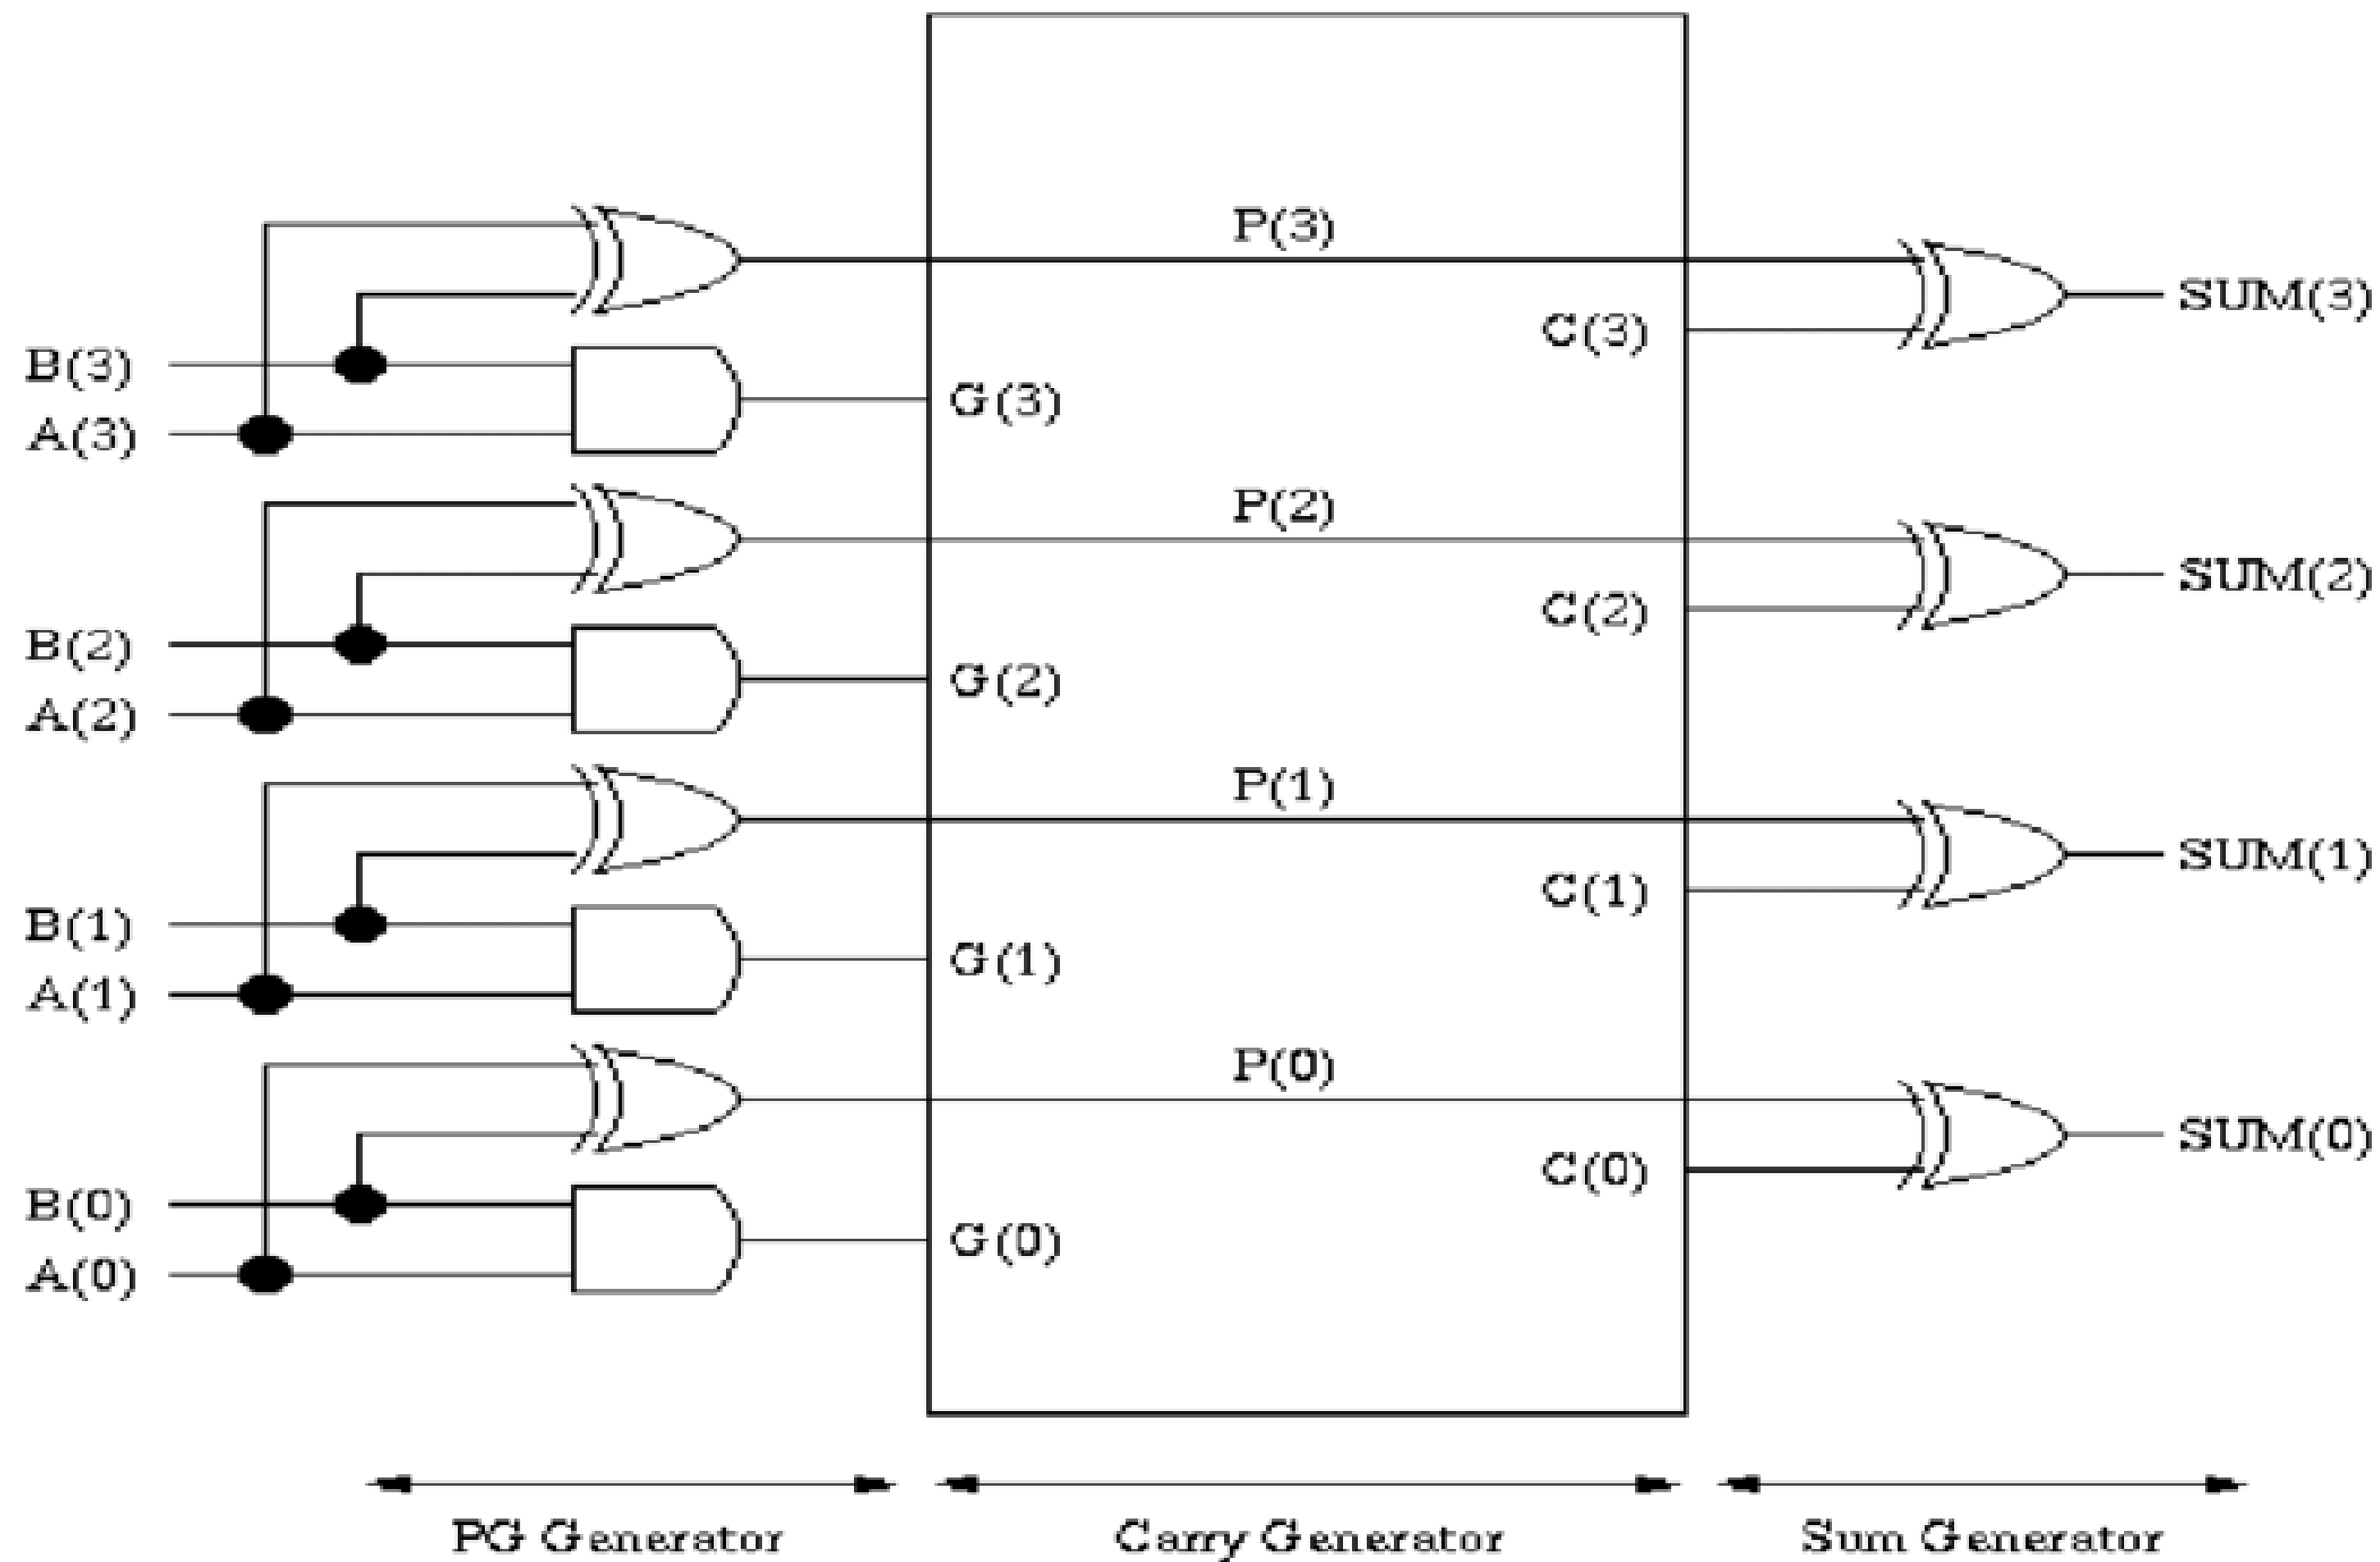 P(3)
SUM(3)
C(3)
B(3)
G(3)
A(3)
P(2)
SUM(2)
C(2)
B(2)
G(2)
A(2)
P(1)
SUM(1)
C(1)
B(1)
G(1)
A(1)
P(0)
SUM(0)
C(0)
B(0)
G(0)
A(0)
PG Generator Carry Generator Sum Generator